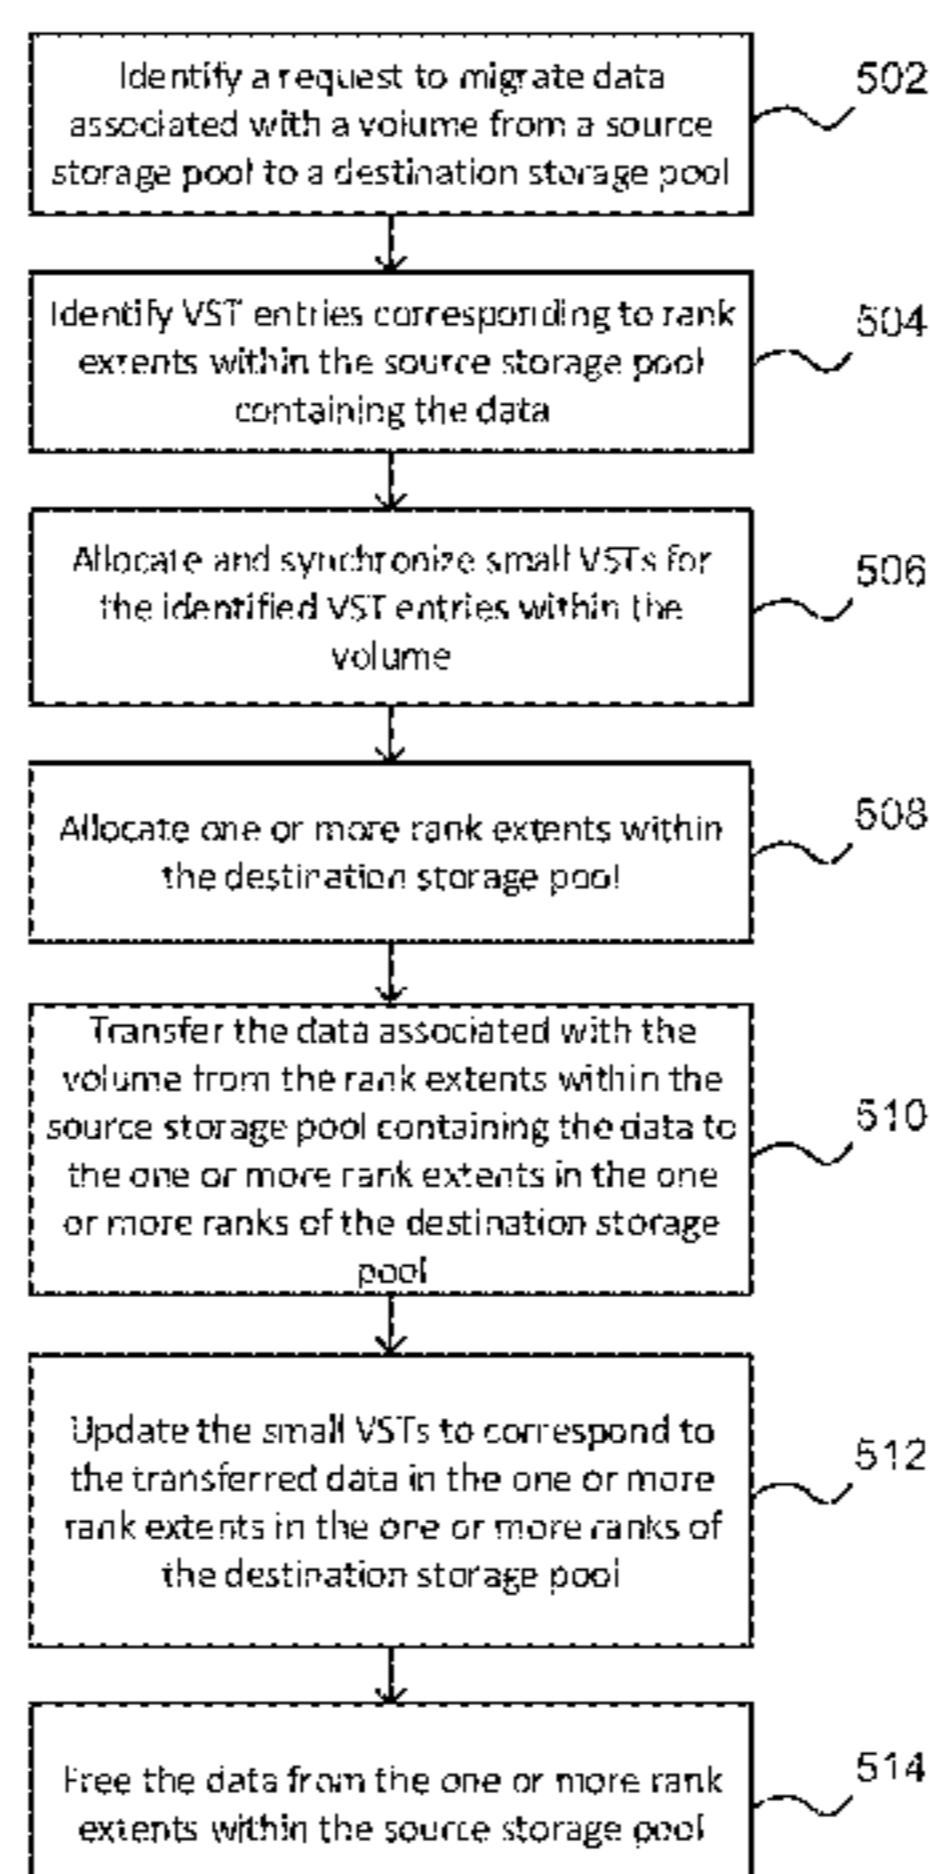 Identify a request to migrate data
associated with a volume from a source
storage pool to a destination storage pool
502
Identify VST entries corresponding to rank
extents within the source storage pool
containing the data
504
Allocate and synchronize small VSTs for
the identified VST entries within the
volume
506
Allocate one or more rank extents within
the destination storage pool
508
Transfer the data associated with the
volume from the rank extents within the
source storage pool containing the data to
the one or more rank extents in the one
or more ranks of the destination storage
pool
510
Update the small VSTs to correspond to
the transferred data in the one or more
rank extents in the one or more ranks of
the destination storage pool
512
Free the data from the one or more rank
extents within the source storage pool
514